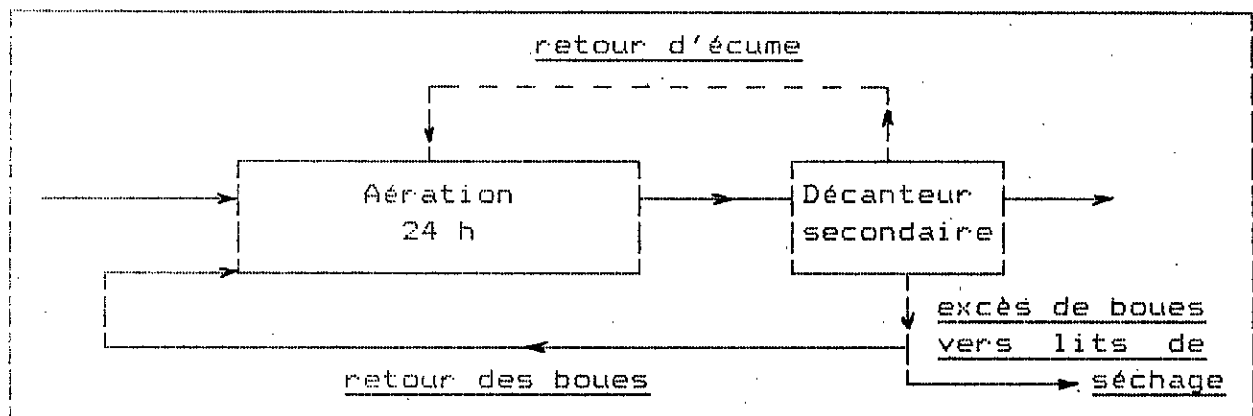 retour d'écume
Aération
24 h
Décanteur
secondaire
excès de boues
vers lits de
séchage
retour des boues